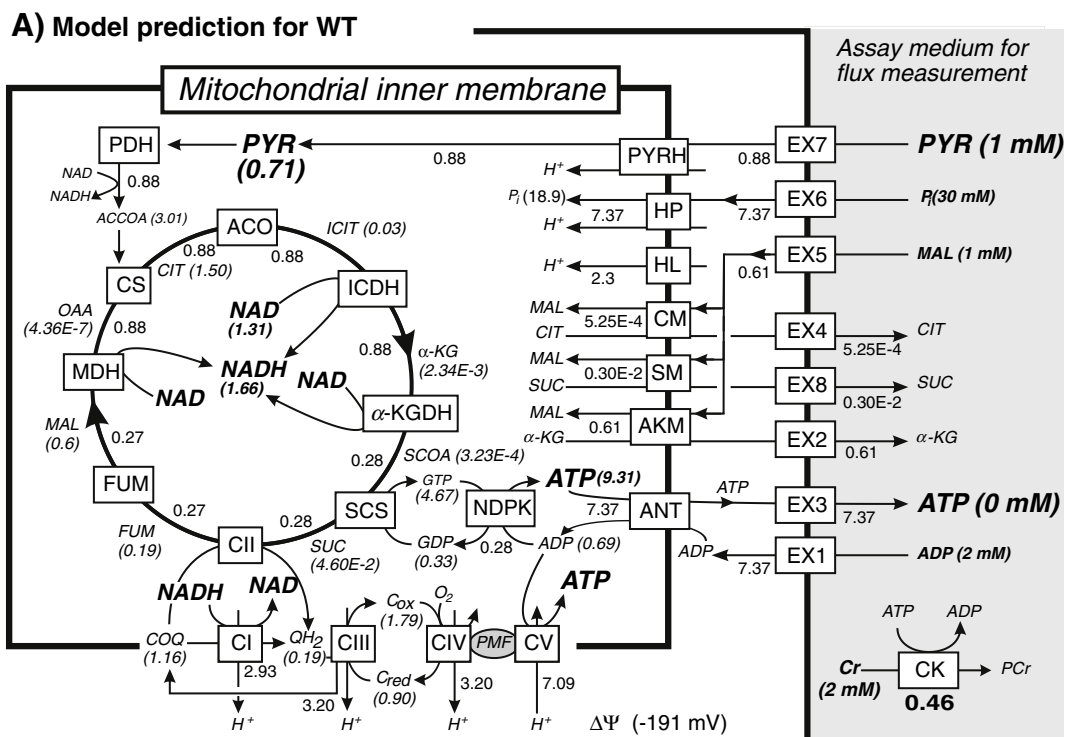 A) Model prediction for WT
Assay medium for
flux measurement
Mitochondrial inner membrane
PDH
PYR
(0.71)
0.88
PYRH
0.88
EX7
PYR (1 mM)
NAD
NADH
0.88
H+
Pi (18.9)
7.37
HP
7.37
EX6
Pi(30 mM)
H+
ACCOA (3.01)
ACO
ICIT (0.03)
0.88
0.88
CIT (1.50)
CS
H+
2.3
HL
0.61
EX5
MAL (1 mM)
ICDH
NAD
(1.31)
OAA
(4.36E-7)
0.88
MAL
5.25E-4
CIT
CM
EX4
CIT
5.25E-4
0.88
α-KG
(2.34E-3)
MDH
NADH
(1.66)
NAD
NAD
MAL
0.30E-2
SUC
SM
EX8
SUC
0.30E-2
α-KGDH
MAL
(0.6)
0.27
MAL
0.61
α-KG
AKM
EX2
α-KG
0.61
0.28
SCOA (3.23E-4)
FUM
GTP
(4.67)
ATP(9.31)
ATP
SCS
NDPK
7.37
ANT
EX3
7.37
ATP (0 mM)
0.27
0.28
FUM
(0.19)
CII
SUC
(4.60E-2)
GDP
(0.33)
0.28
ADP (0.69)
ADP
7.37
EX1
ADP (2 mM)
NADH
NAD
ATP
Cox
(1.79)
O2
COQ
(1.16)
CI
QH2
(0.19)
CIII
CIV
PMF
CV
2.93
Cred
(0.90)
3.20
7.09
3.20
H+
H+
H+
H+
ΔΨ (-191 mV)
ATP
ADP
Cr
(2 mM)
CK
PCr
0.46